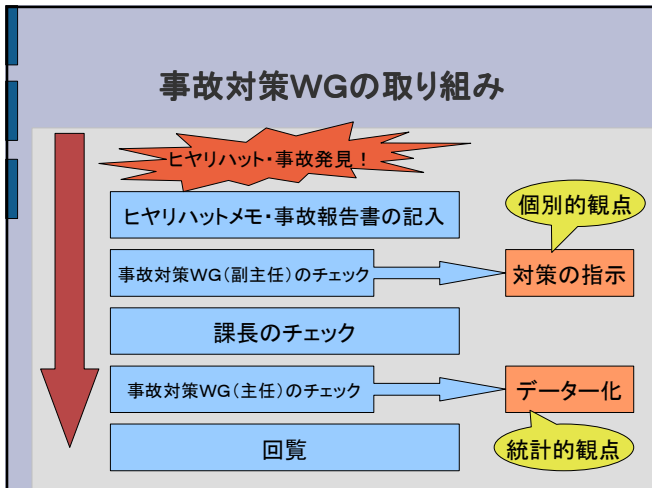 事故対策WGの取り組み
ヒヤリハット・事故発見！
ヒヤリハットメモ・事故報告書の記入
個別的観点
事故対策WG（副主任）のチェック
対策の指示
課長のチェック
事故対策WG（主任）のチェック
データー化
回覧
統計的観点